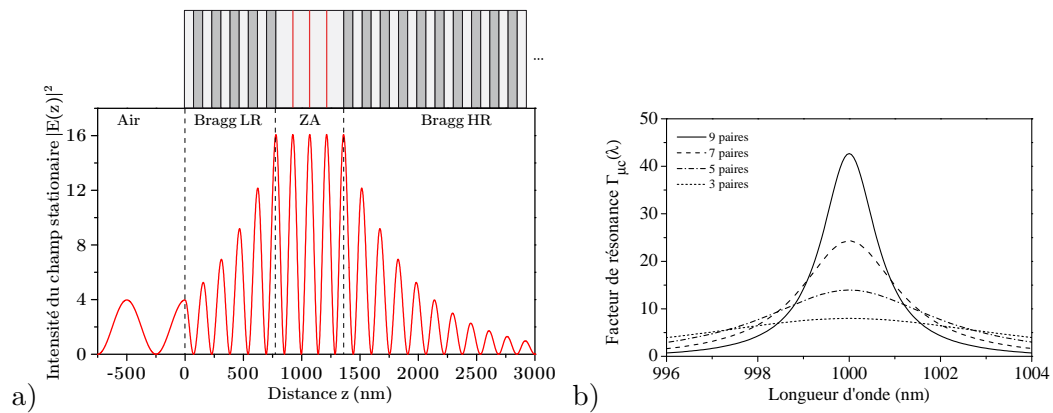 a)
...
Intensité du champ stationaire |E(z)|²
Air
Bragg LR
ZA
Bragg HR
16
12
8
4
0
-500
0
500
1000
1500
2000
2500
3000
Distance z (nm)
b)
Facteur de résonance Γμc(λ)
9 paires
7 paires
5 paires
3 paires
50
40
30
20
10
0
996
998
1000
1002
1004
Longueur d'onde (nm)